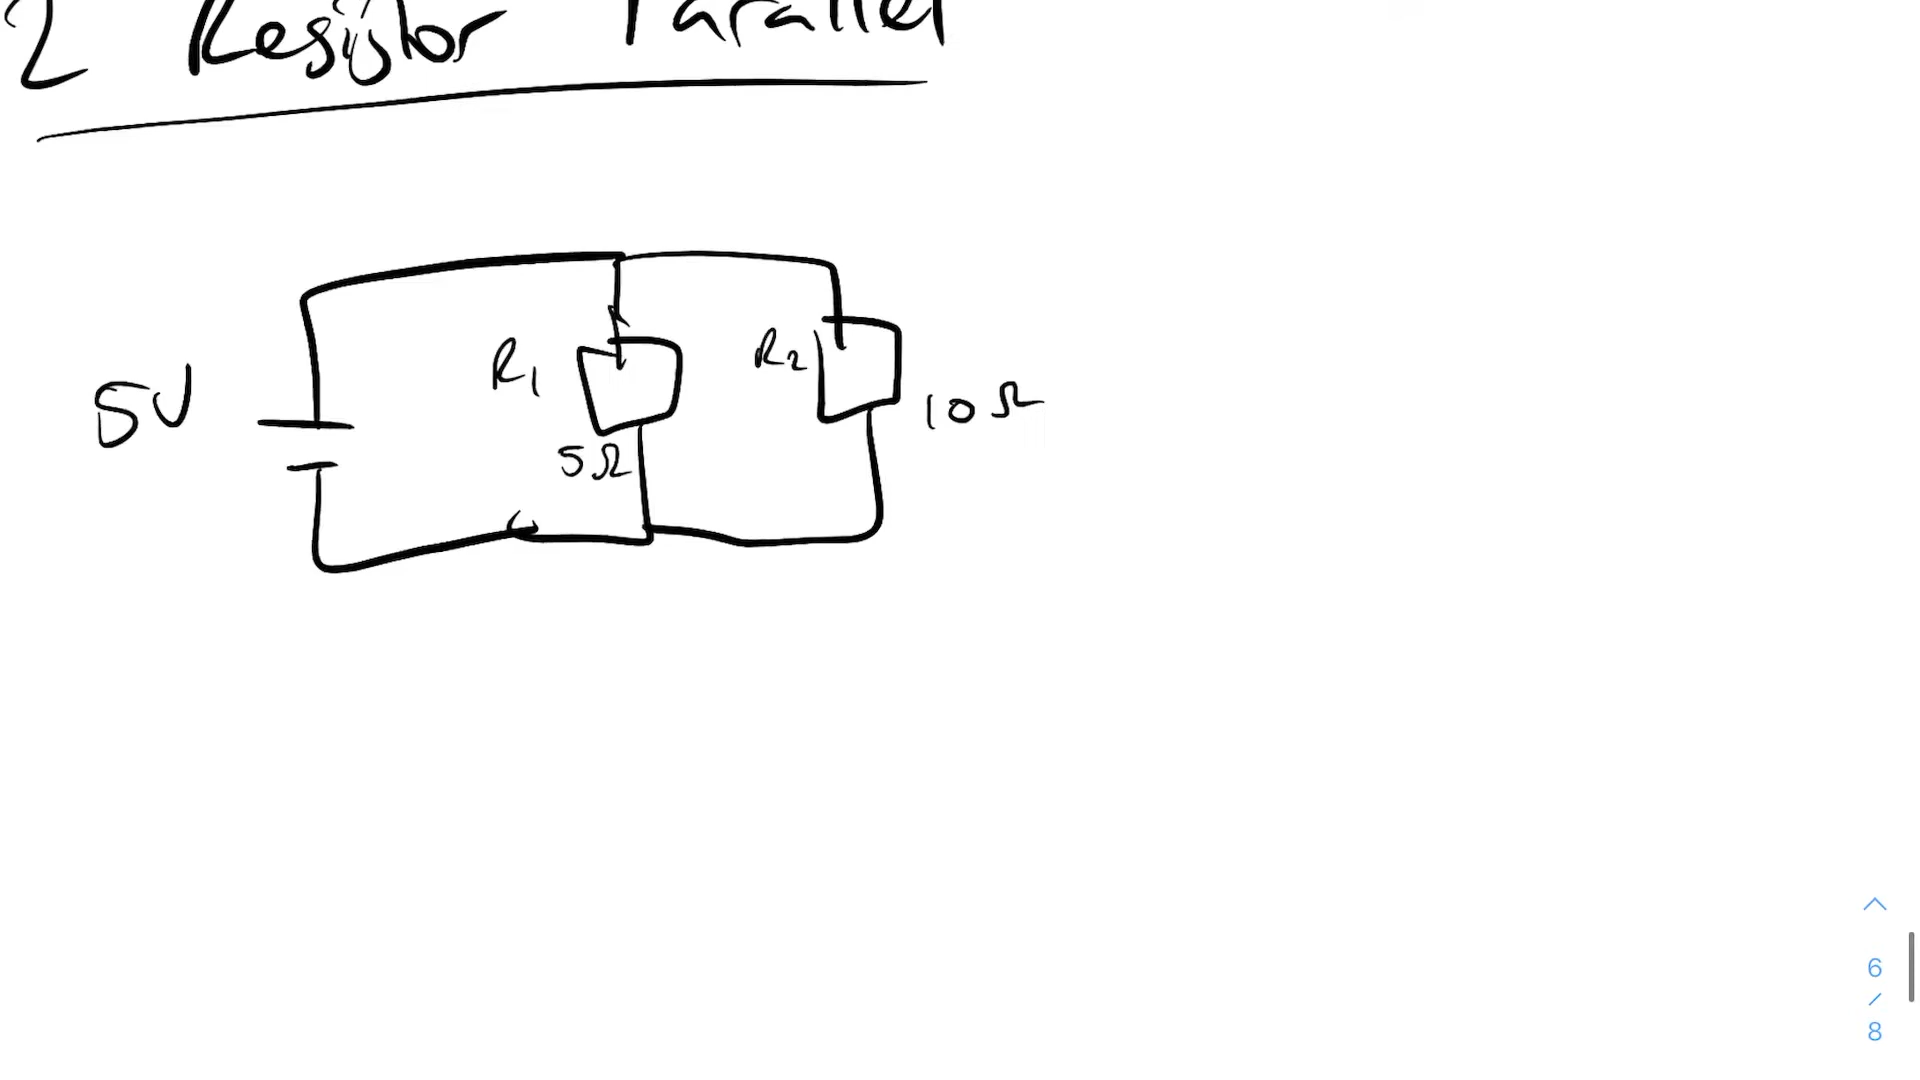 2 Resistor Parallel
R1
R2
5V
10Ω
5Ω
6
/
8